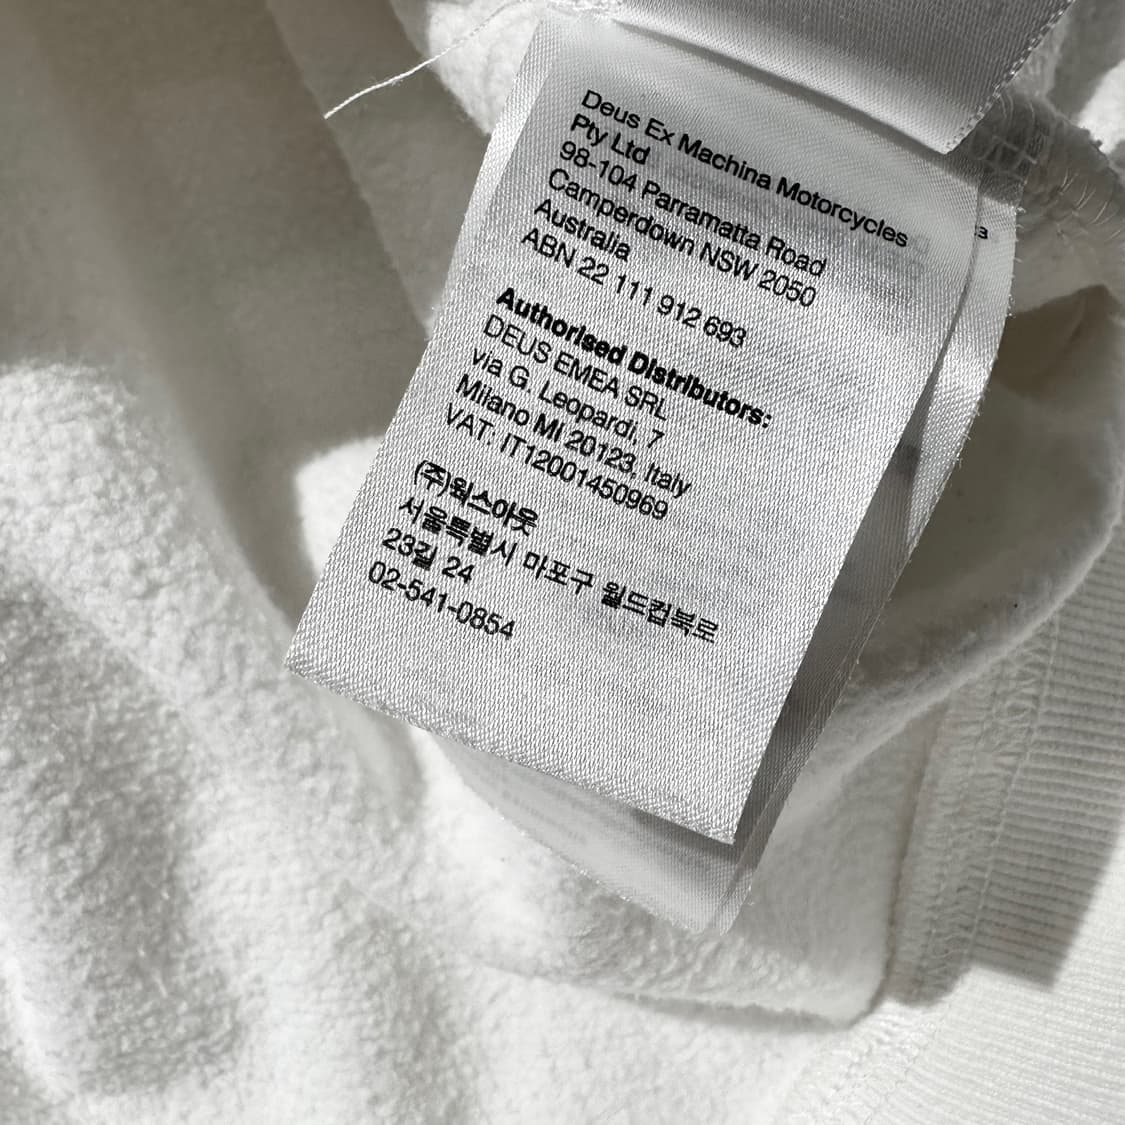 Deus Ex Machina Motorcycles
Pty Ltd
98-104 Parramatta Road
Camperdown NSW 2050
Australia
ABN 22 111 912 693
Authorised Distributors:
DEUS EMEA SRL
via G. Leopardi, 7
Milano MI 20123, Italy
VAT: IT12001450969
(주)웍스아웃
서울특별시 마포구 월드컵북로
23길 24
02-541-0854